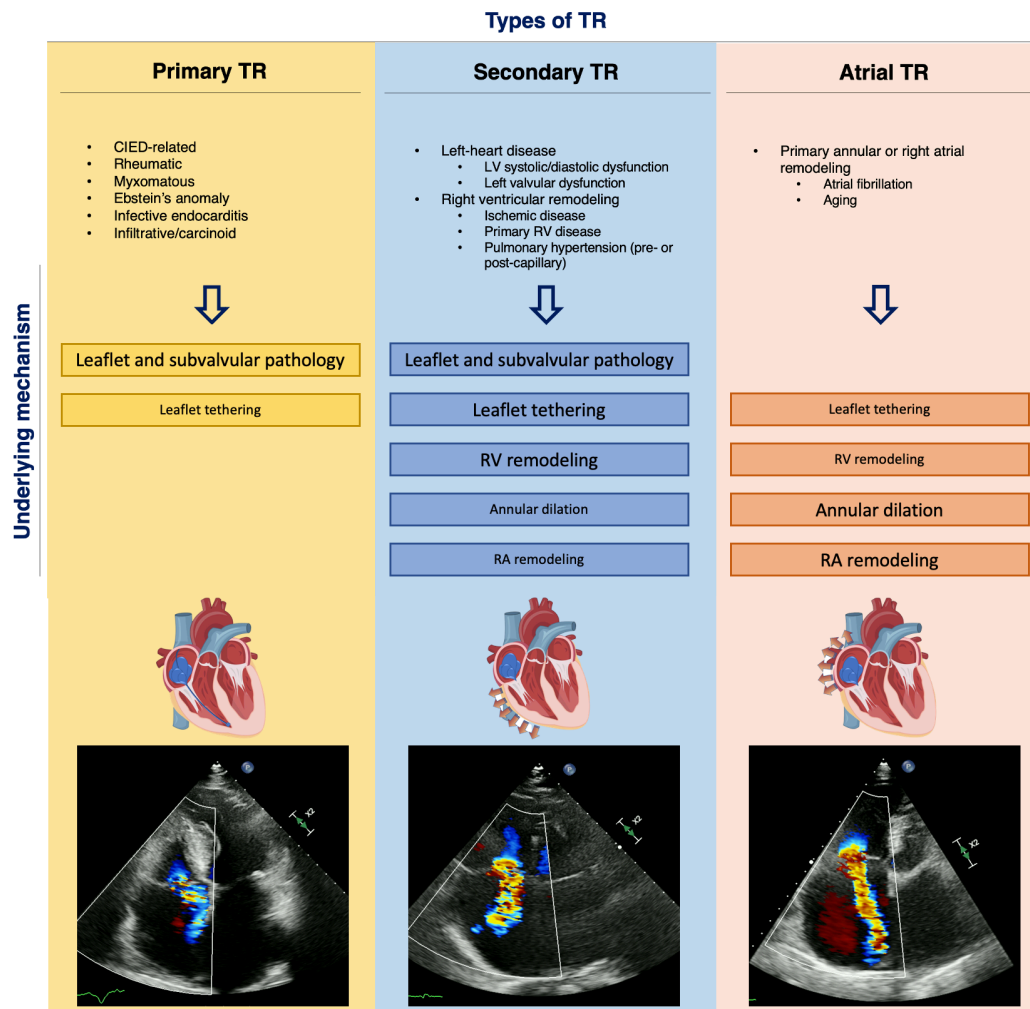 Types of TR
Primary TR
• CIED-related
• Rheumatic
• Myxomatous
• Ebstein's anomaly
• Infective endocarditis
• Infiltrative/carcinoid
Secondary TR
• Left-heart disease
• LV systolic/diastolic dysfunction
• Left valvular dysfunction
• Right ventricular remodeling
• Ischemic disease
• Primary RV disease
• Pulmonary hypertension (pre- or
post-capillary)
Atrial TR
• Primary annular or right atrial
remodeling
• Atrial fibrillation
• Aging
Underlying mechanism
Leaflet and subvalvular pathology
Leaflet tethering
Leaflet and subvalvular pathology
Leaflet tethering
RV remodeling
Annular dilation
RA remodeling
Leaflet tethering
RV remodeling
Annular dilation
RA remodeling
P
X2
P
X2
P
X2